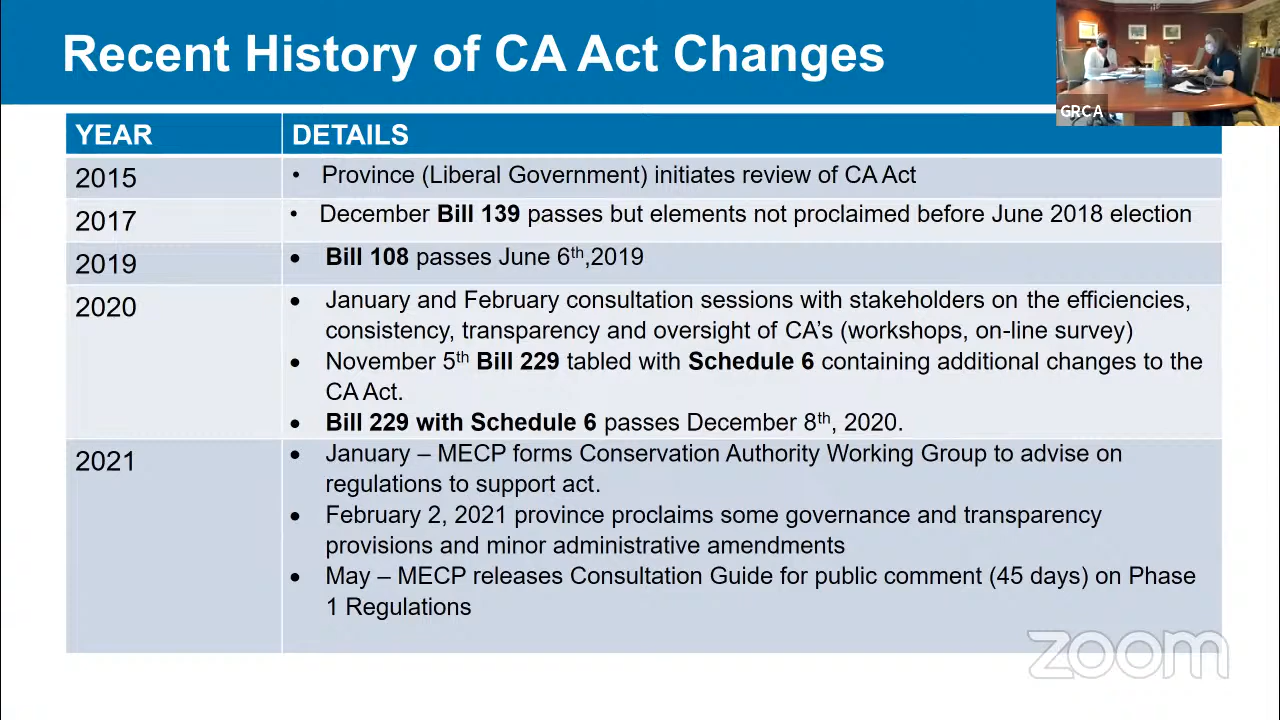 Recent History of CA Act Changes
GRCA
YEAR DETAILS
2015 • Province (Liberal Government) initiates review of CA Act
2017 • December Bill 139 passes but elements not proclaimed before June 2018 election
2019 • Bill 108 passes June 6th,2019
2020 • January and February consultation sessions with stakeholders on the efficiencies,
consistency, transparency and oversight of CA's (workshops, on-line survey)
• November 5th Bill 229 tabled with Schedule 6 containing additional changes to the
CA Act.
• Bill 229 with Schedule 6 passes December 8th, 2020.
2021 • January – MECP forms Conservation Authority Working Group to advise on
regulations to support act.
• February 2, 2021 province proclaims some governance and transparency
provisions and minor administrative amendments
• May – MECP releases Consultation Guide for public comment (45 days) on Phase
1 Regulations
zoom